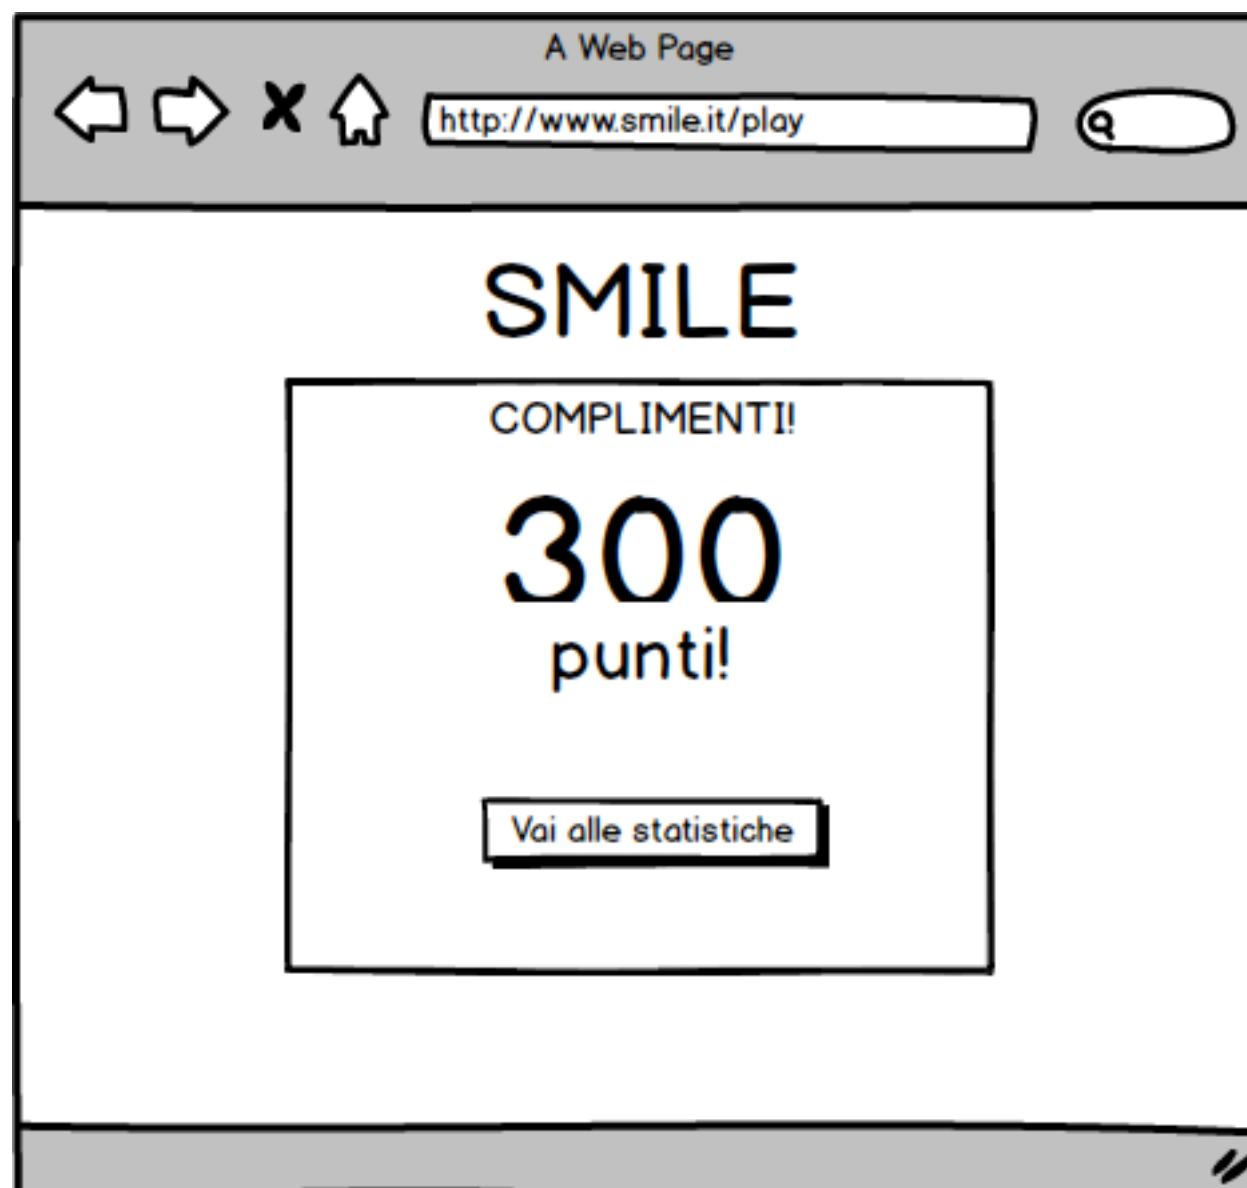 A Web Page
http://www.smile.it/play
SMILE
COMPLIMENTI!
300
punti!
Vai alle statistiche